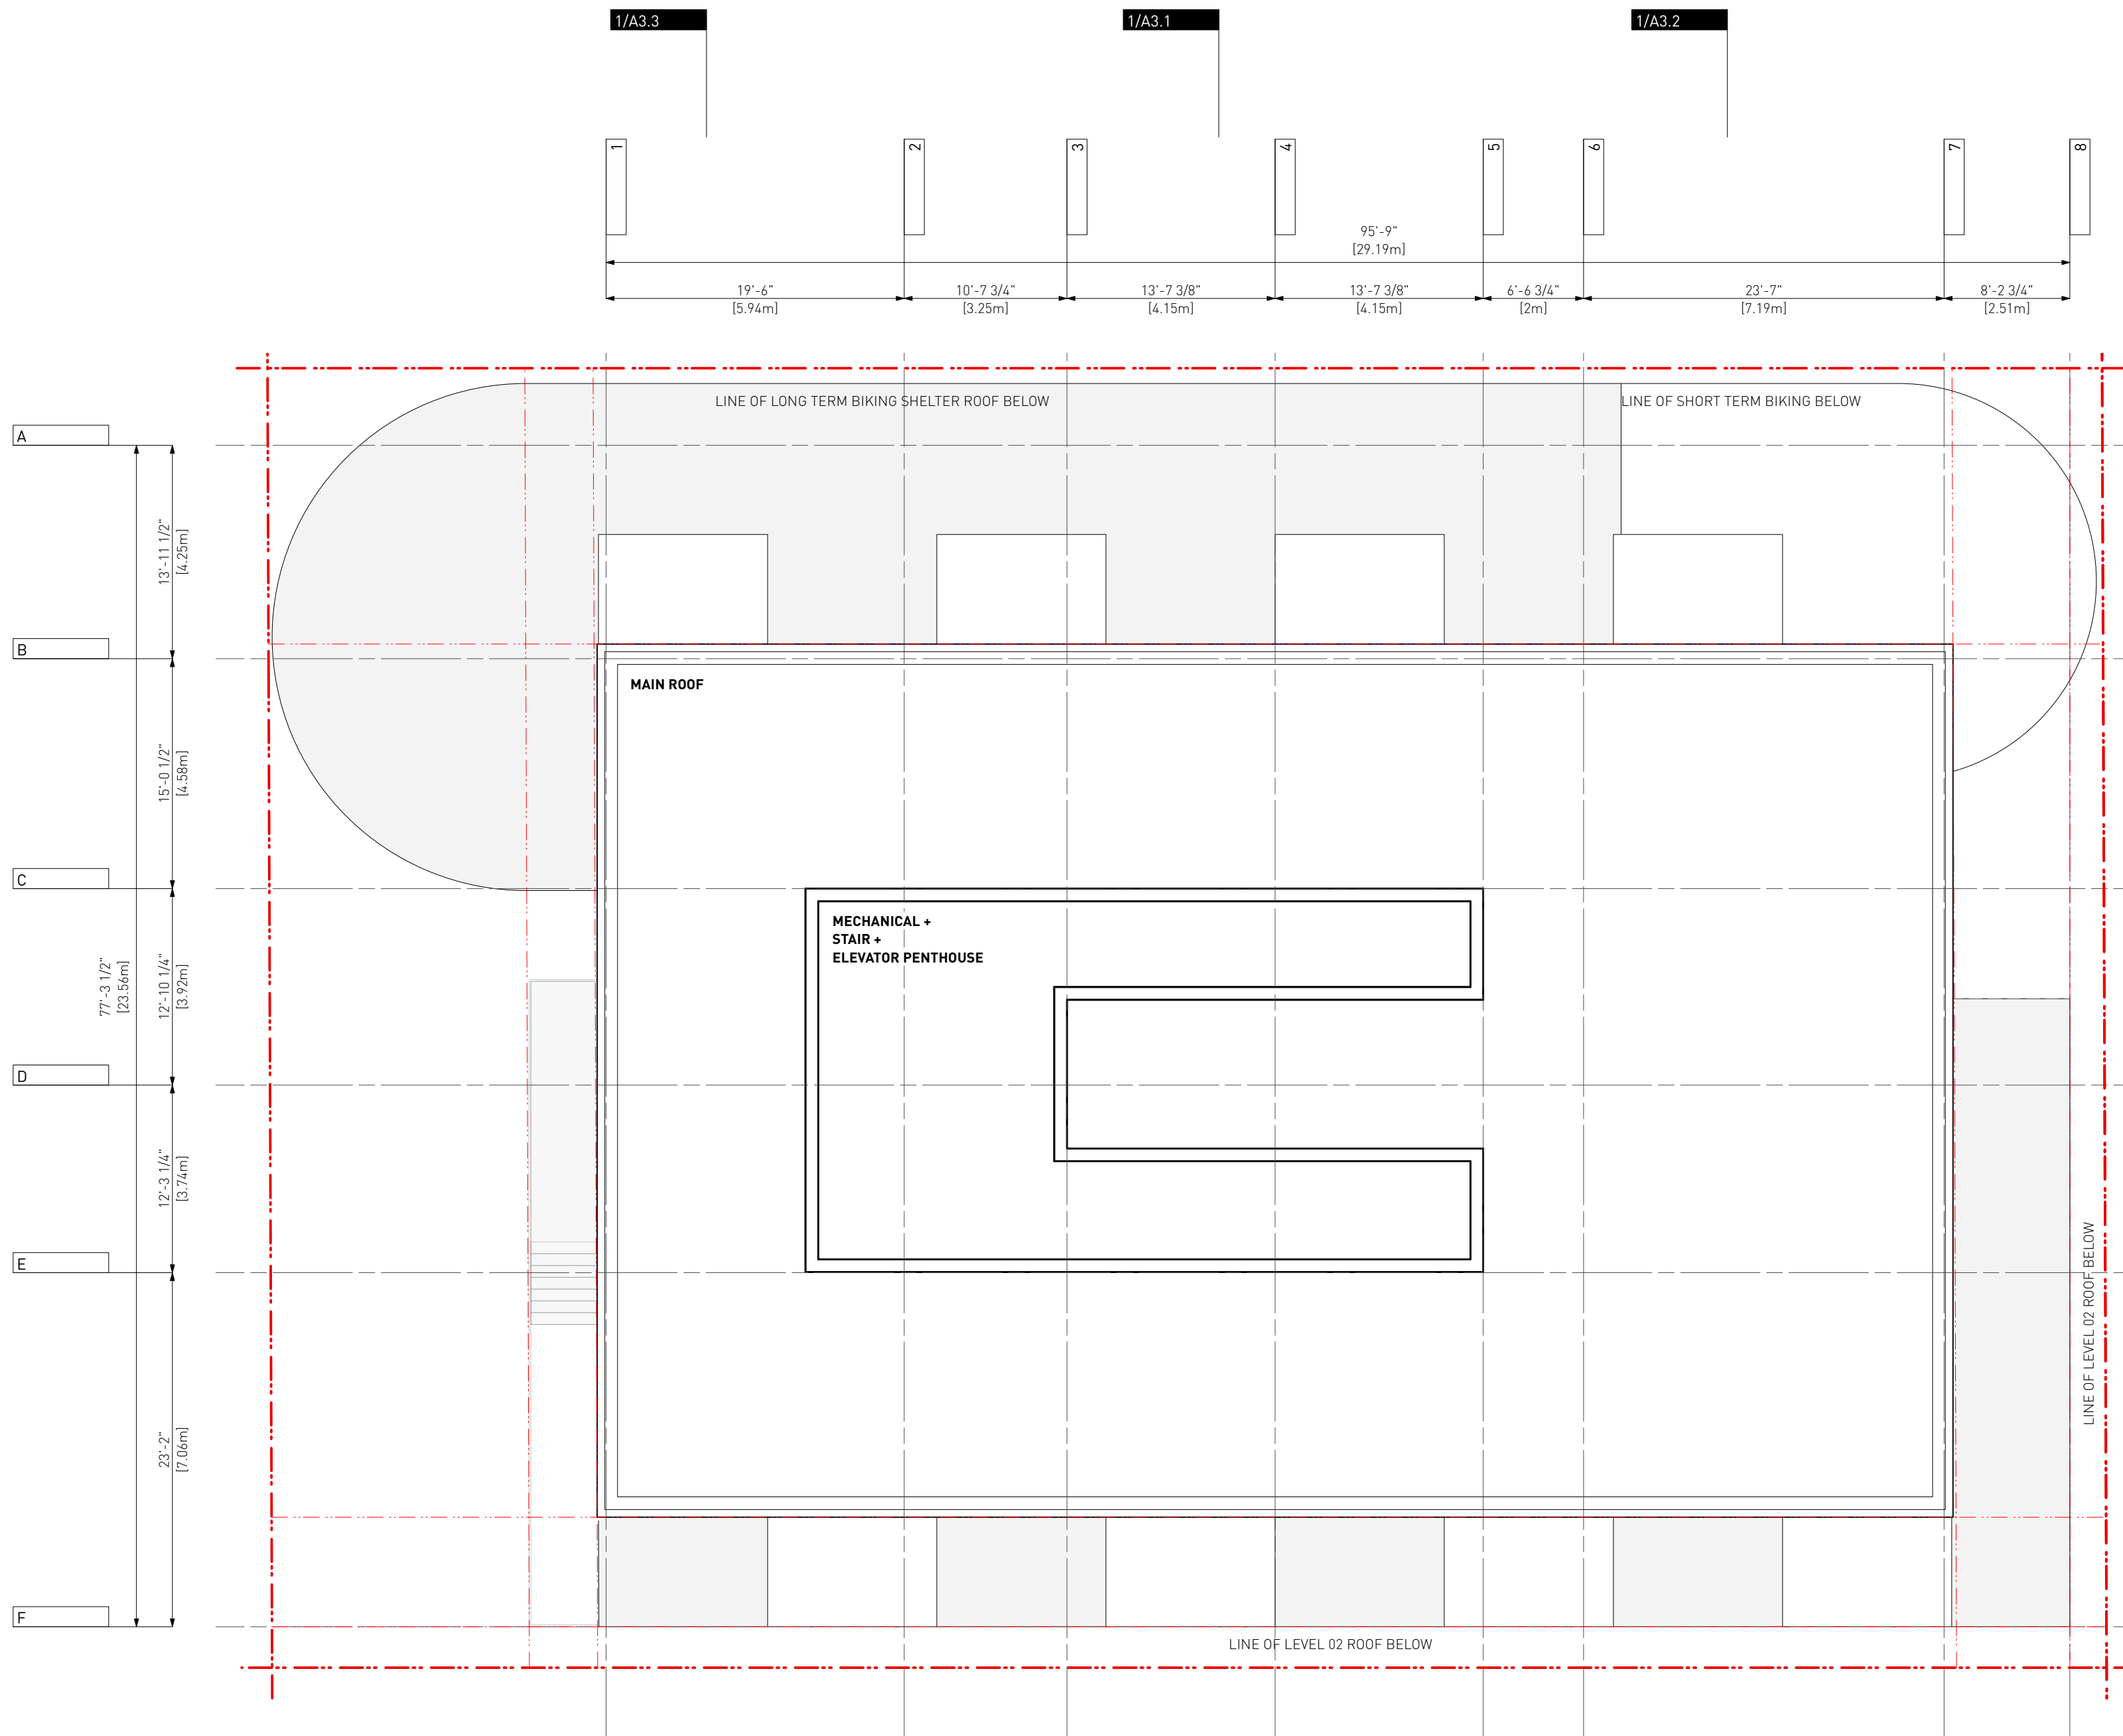 1/A3.3
1/A3.1
1/A3.2
1
2
3
4
5
6
7
8
95'-9"
[29.19m]
19'-6"
[5.94m]
10'-7 3/4"
[3.25m]
13'-7 3/8"
[4.15m]
13'-7 3/8"
[4.15m]
6'-6 3/4"
[2m]
23'-7"
[7.19m]
8'-2 3/4"
[2.51m]
LINE OF LONG TERM BIKING SHELTER ROOF BELOW
LINE OF SHORT TERM BIKING BELOW
A
13'-11 1/2"
[4.25m]
B
MAIN ROOF
15'-0 1/2"
[4.58m]
C
MECHANICAL +
STAIR +
ELEVATOR PENTHOUSE
77'-3 1/2"
[23.56m]
12'-10 1/4"
[3.92m]
D
12'-3 1/4"
[3.74m]
E
LINE OF LEVEL 02 ROOF BELOW
23'-2"
[7.06m]
F
LINE OF LEVEL 02 ROOF BELOW